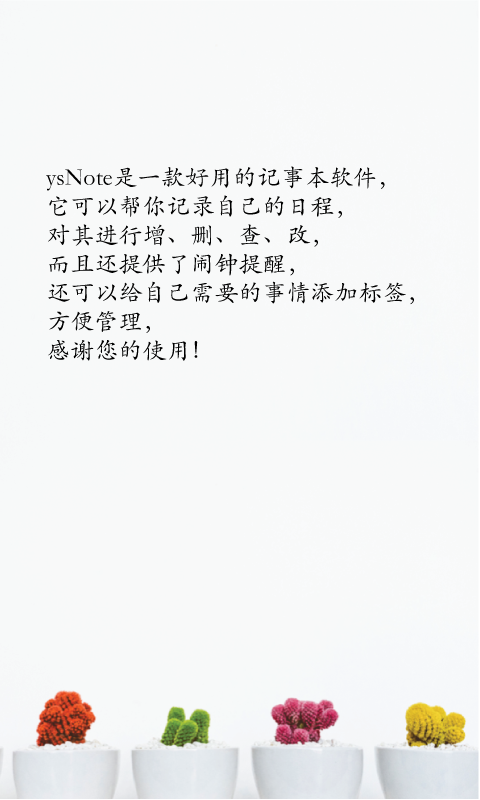 ysNote是一款好用的记事本软件，
它可以帮你记录自己的日程，
对其进行增、删、查、改，
而且还提供了闹钟提醒，
还可以给自己需要的事情添加标签，
方便管理，
感谢您的使用！